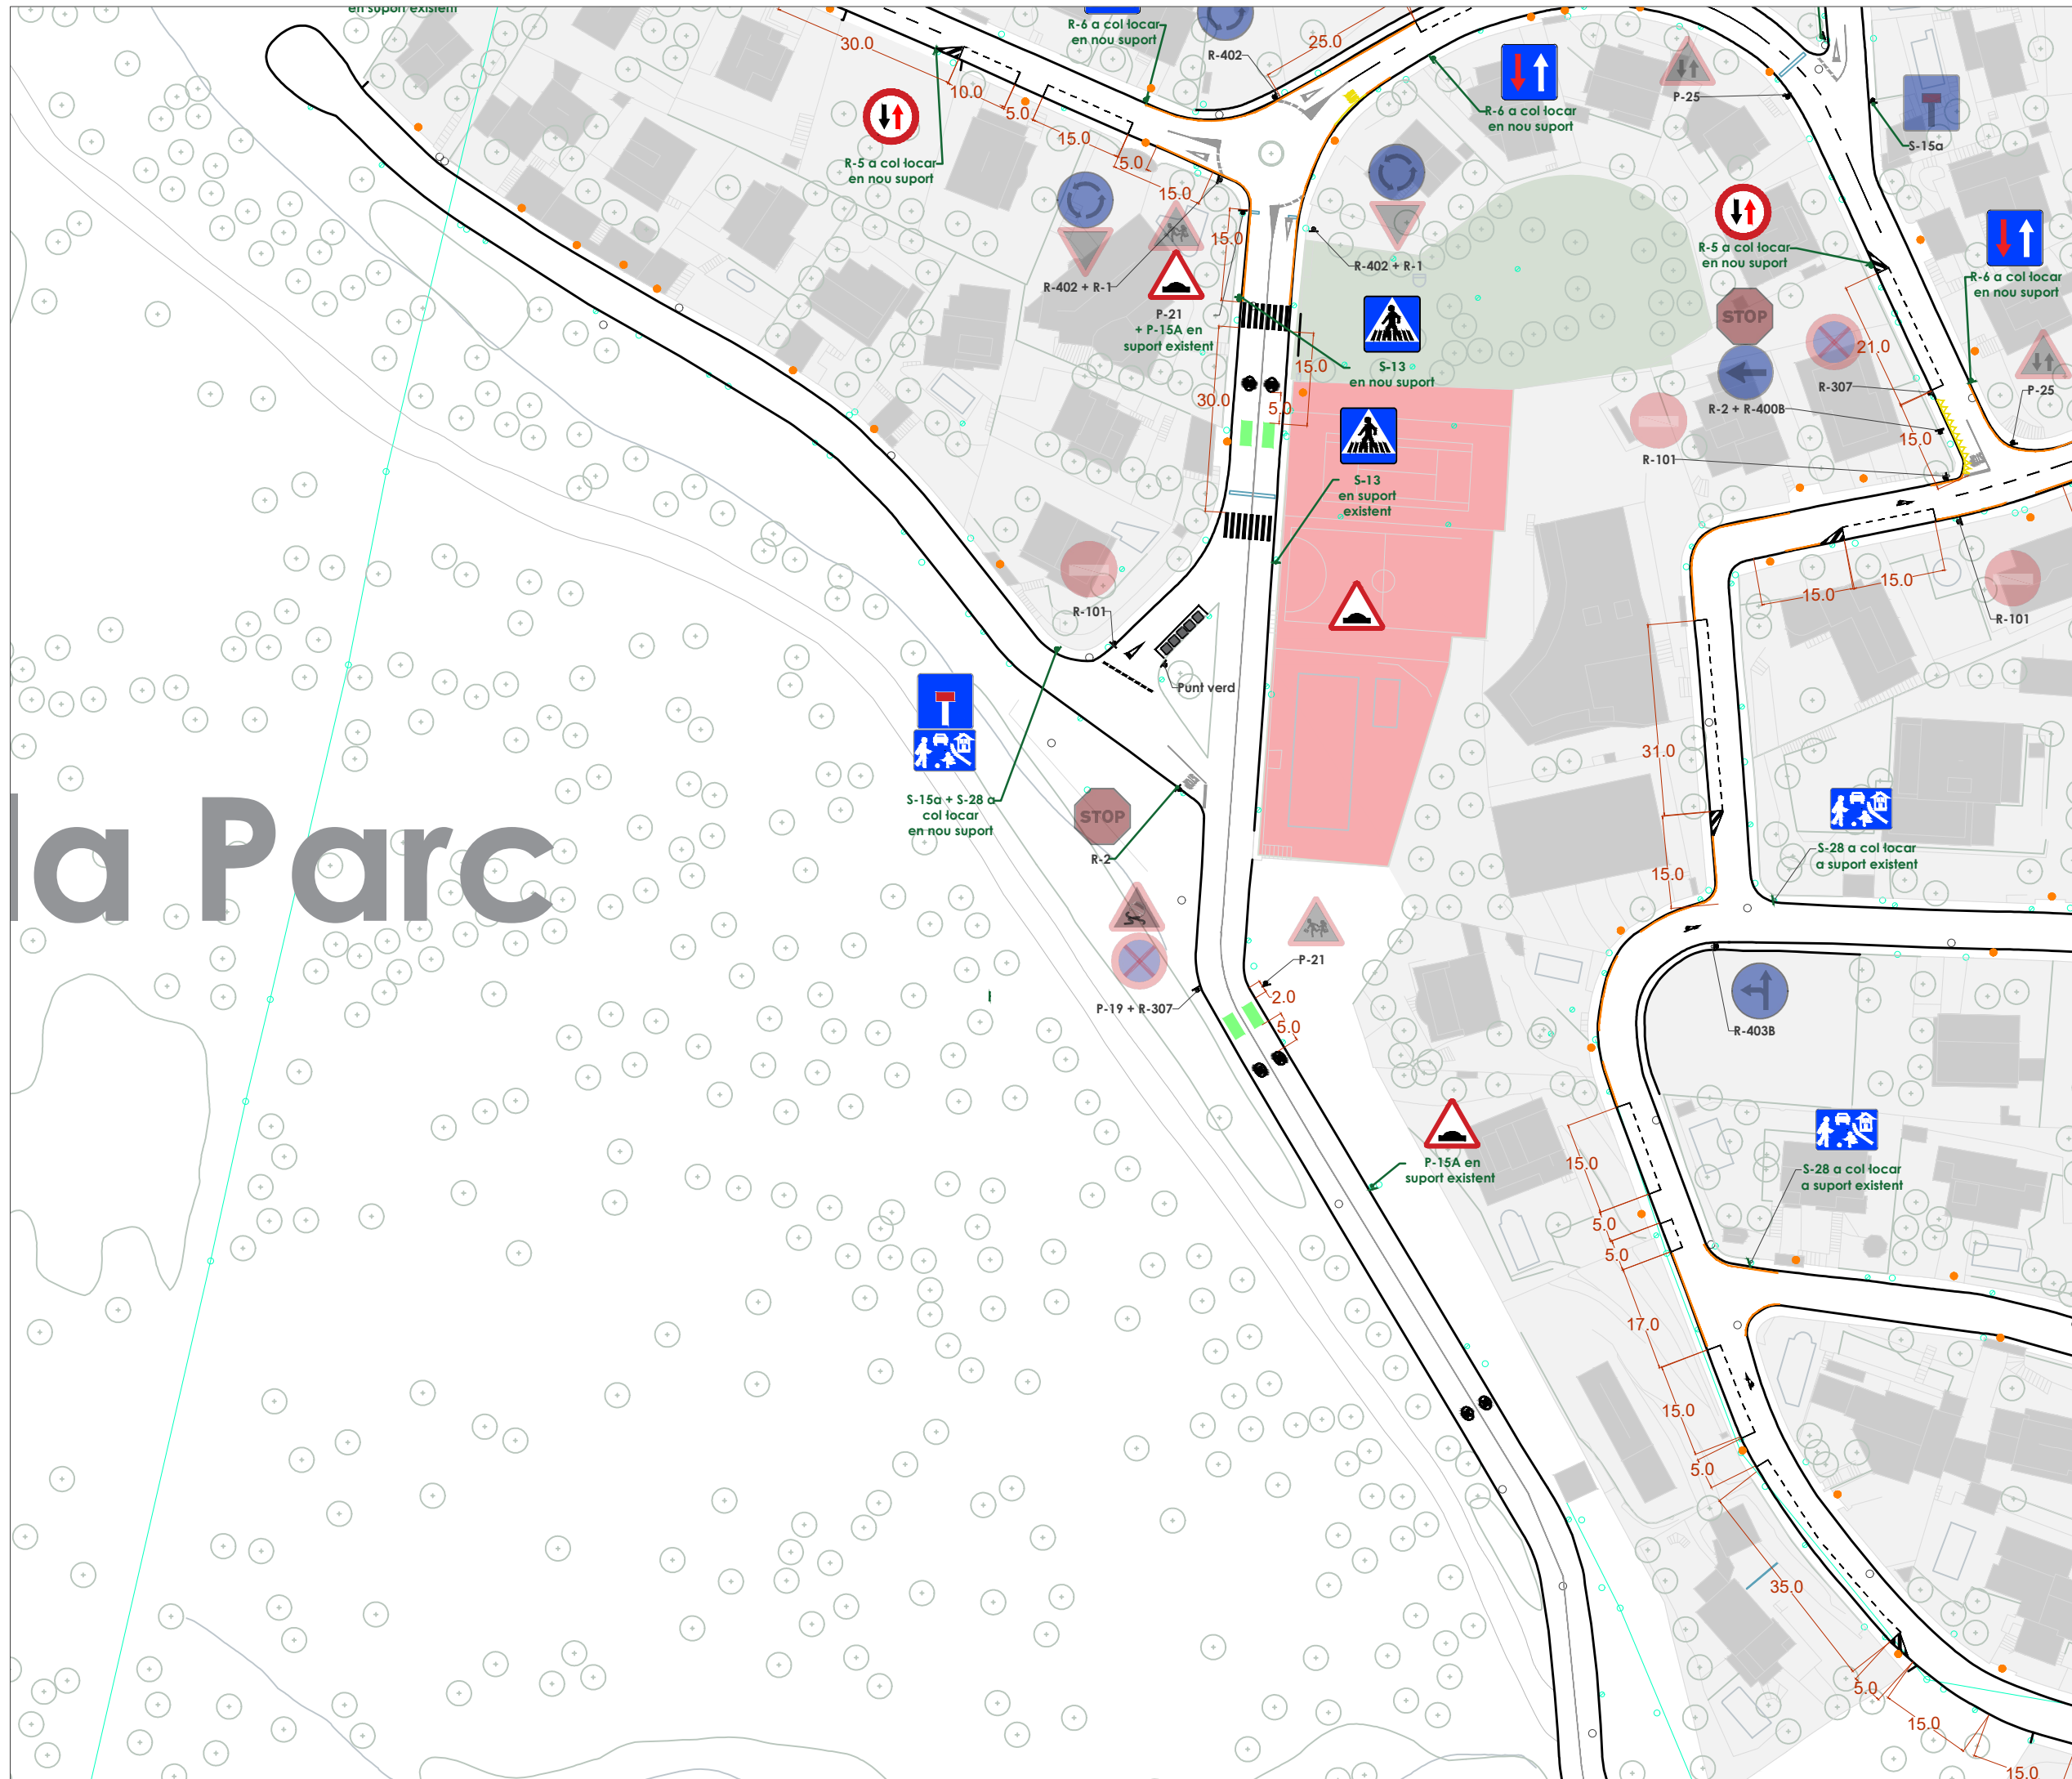 en suport existent
30.0
10.0
5.0
15.0
5.0
15.0
R-6 a col·locar
en nou suport
R-402
25.0
R-5 a col·locar
en nou suport
R-6 a col·locar
en nou suport
P-25
S-15a
R-402 + R-1
P-21
+ P-15A en
suport existent
15.0
R-402 + R-1
S-13
en nou suport
15.0
30.0
5.0
S-13
en suport
existent
R-5 a col·locar
en nou suport
R-6 a col·locar
en nou suport
STOP
R-307
R-2 + R-400B
R-101
21.0
15.0
P-25
R-101
15.0
15.0
R-101
Punt verd
S-15a + S-28 a
col·locar
en nou suport
STOP
R-2
31.0
15.0
S-28 a col·locar
a suport existent
la Parc
P-19 + R-307
P-21
2.0
5.0
R-403B
P-15A en
suport existent
15.0
5.0
5.0
17.0
15.0
5.0
35.0
5.0
15.0
15.0
S-28 a col·locar
a suport existent